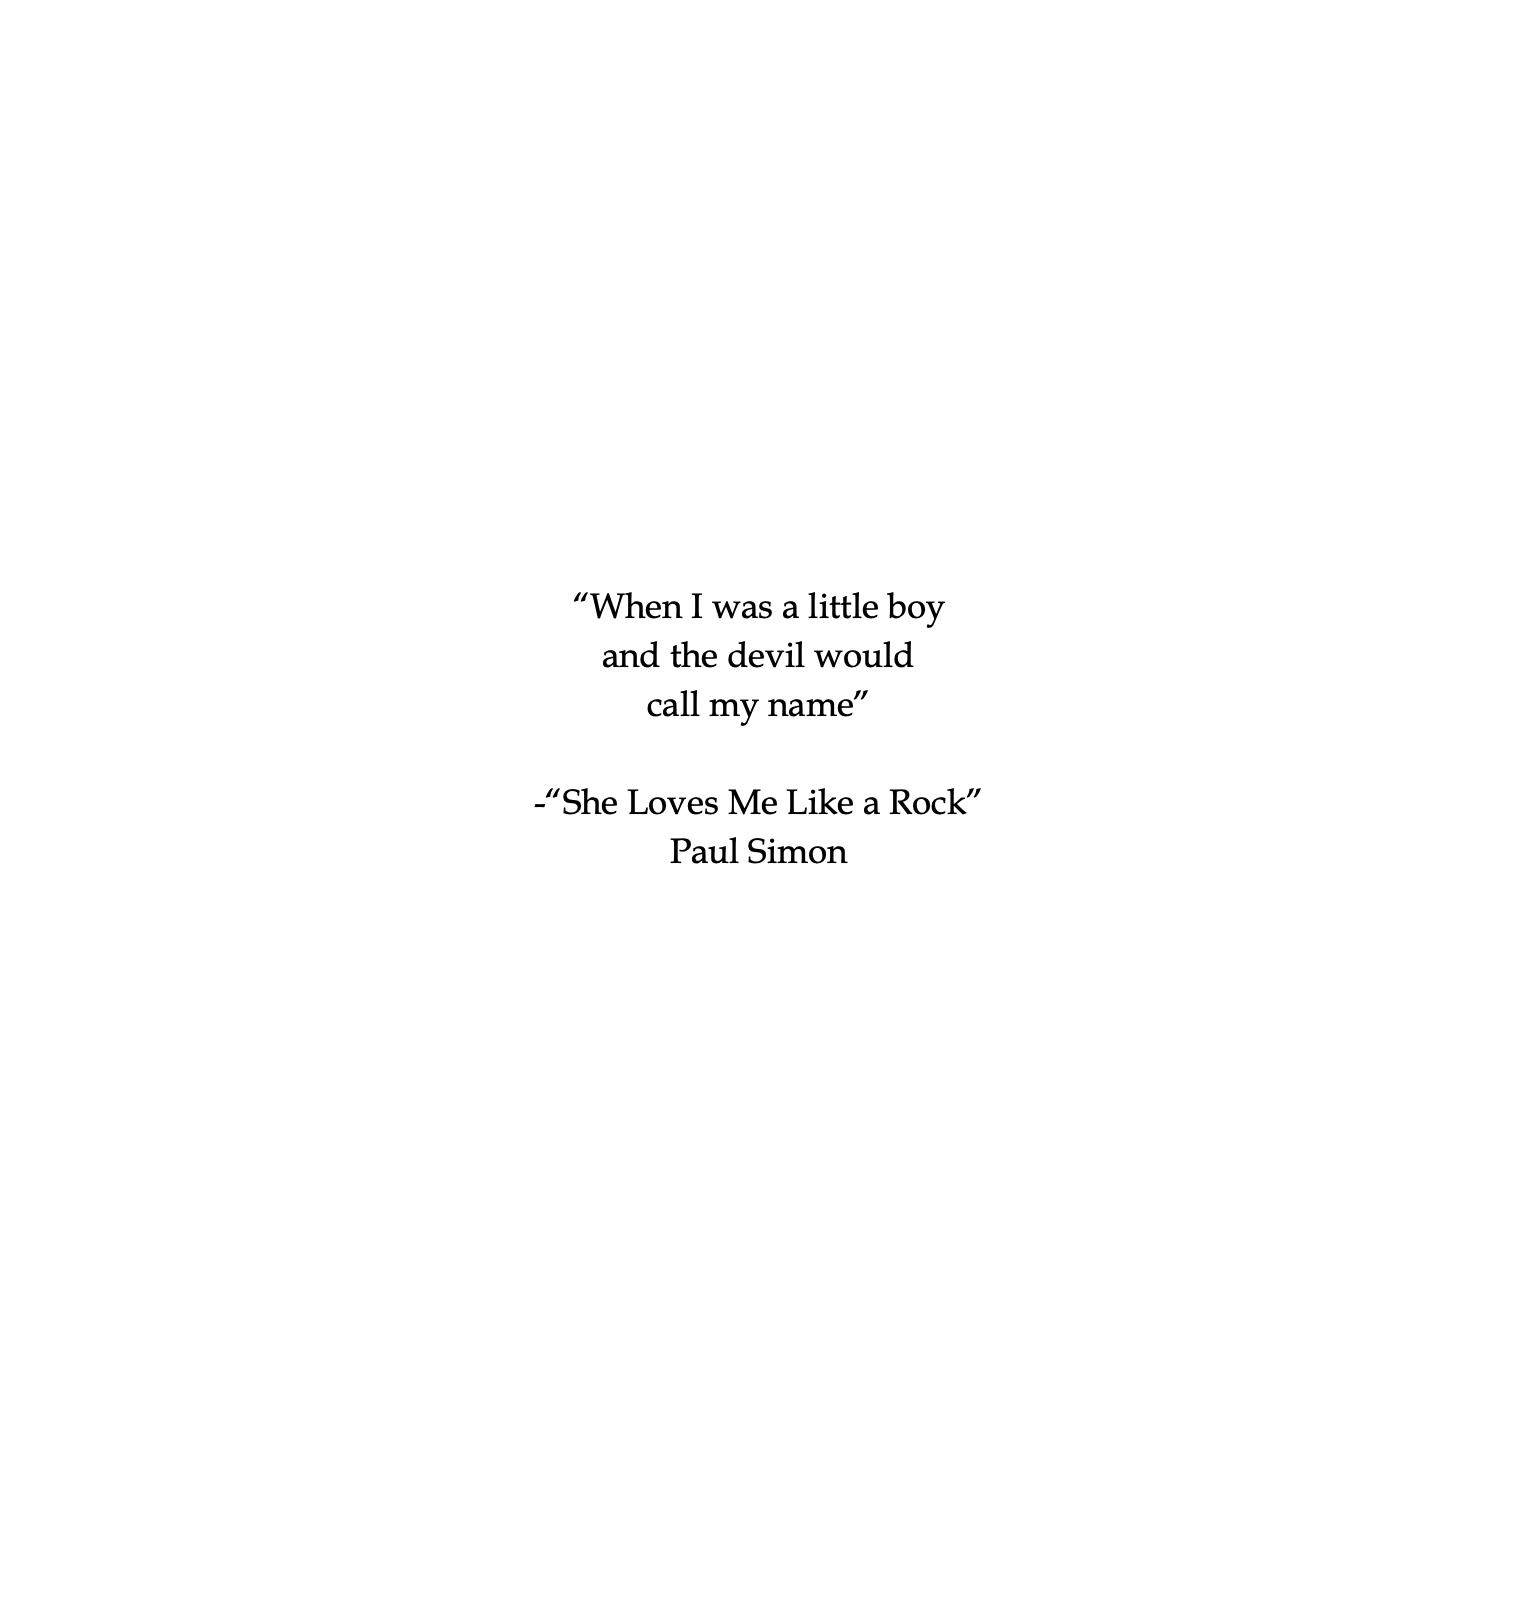 “When I was a little boy
and the devil would
call my name”
-“She Loves Me Like a Rock”
Paul Simon